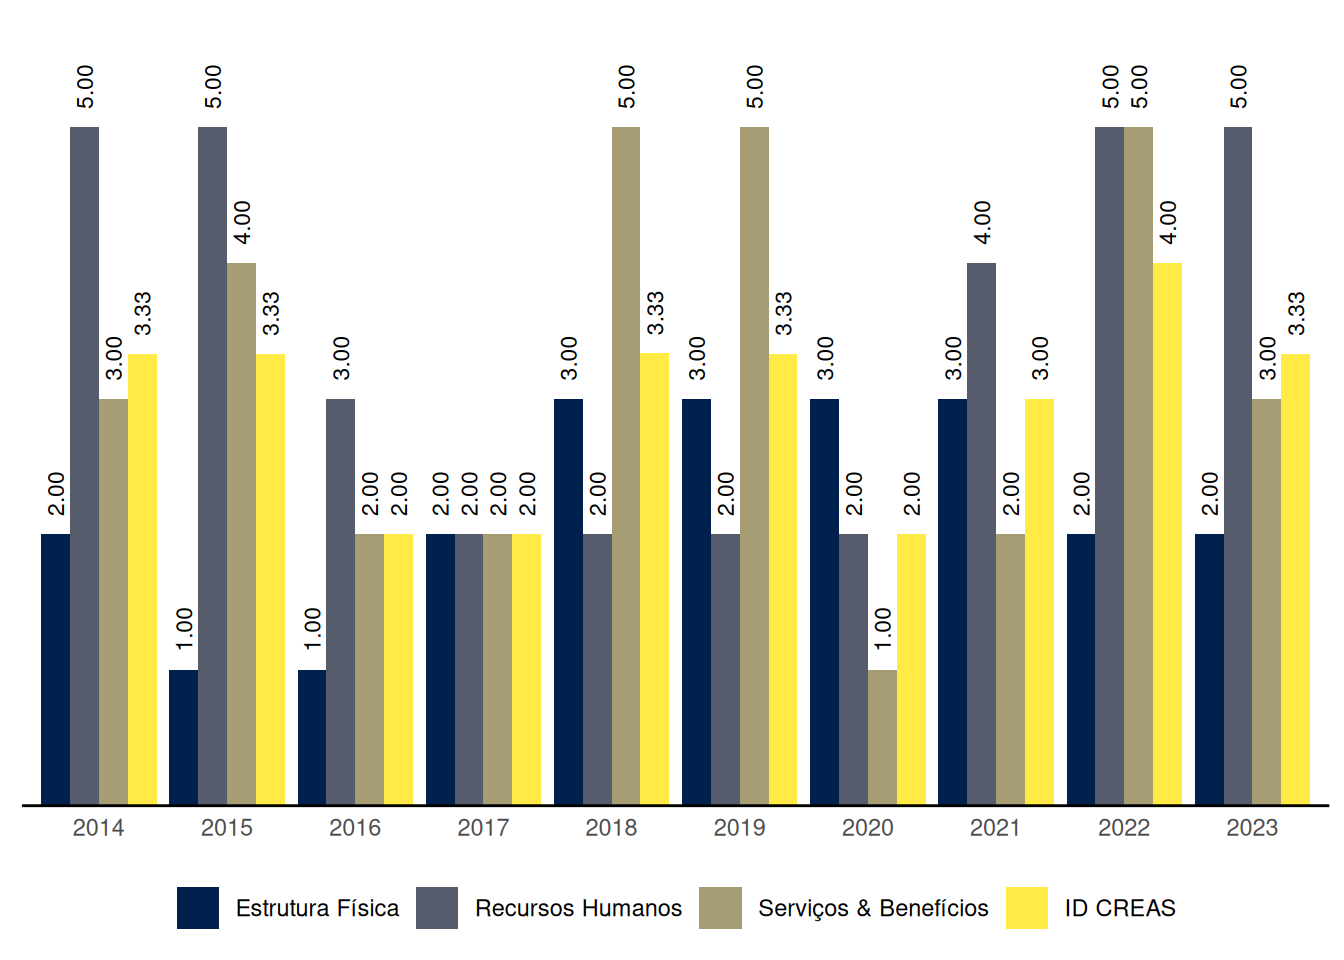 2.00 5.00 3.00 3.33 1.00 5.00 4.00 3.33 1.00 3.00 2.00 2.00 2.00 2.00 2.00 2.00 3.00 2.00 5.00 3.33 3.00 2.00 5.00 3.33 3.00 2.00 1.00 2.00 3.00 4.00 2.00 3.00 2.00 5.00 5.00 4.00 2.00 5.00 3.00 3.33
2014 2015 2016 2017 2018 2019 2020 2021 2022 2023
Estrutura Física Recursos Humanos Serviços & Benefícios ID CREAS